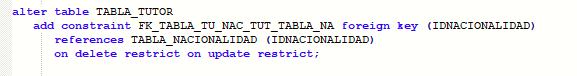 alter table TABLA_TUTOR
add constraint FK_TABLA_TU_NAC_TUT_TABLA_NA foreign key (IDNACIONALIDAD)
references TABLA_NACIONALIDAD (IDNACIONALIDAD)
on delete restrict on update restrict;